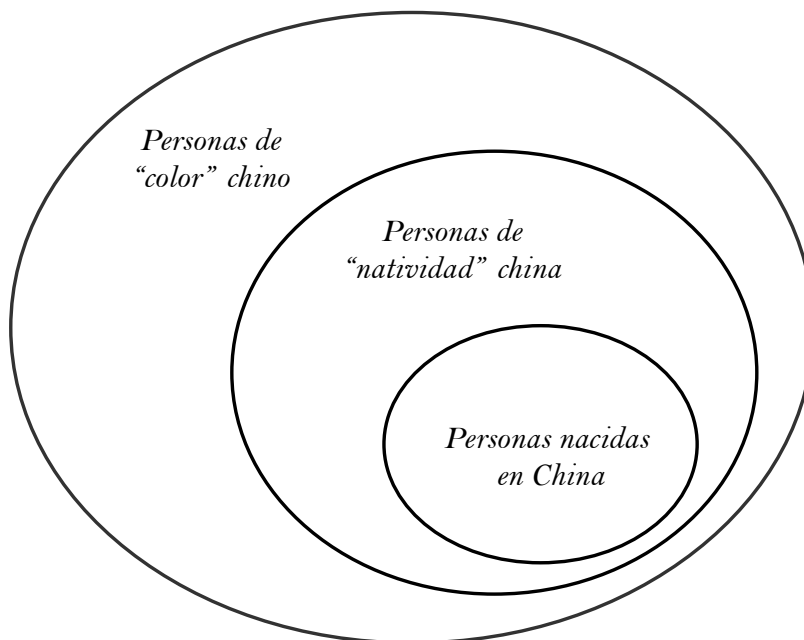 Personas de
“color” chino
Personas de
“natividad” china
Personas nacidas
en China